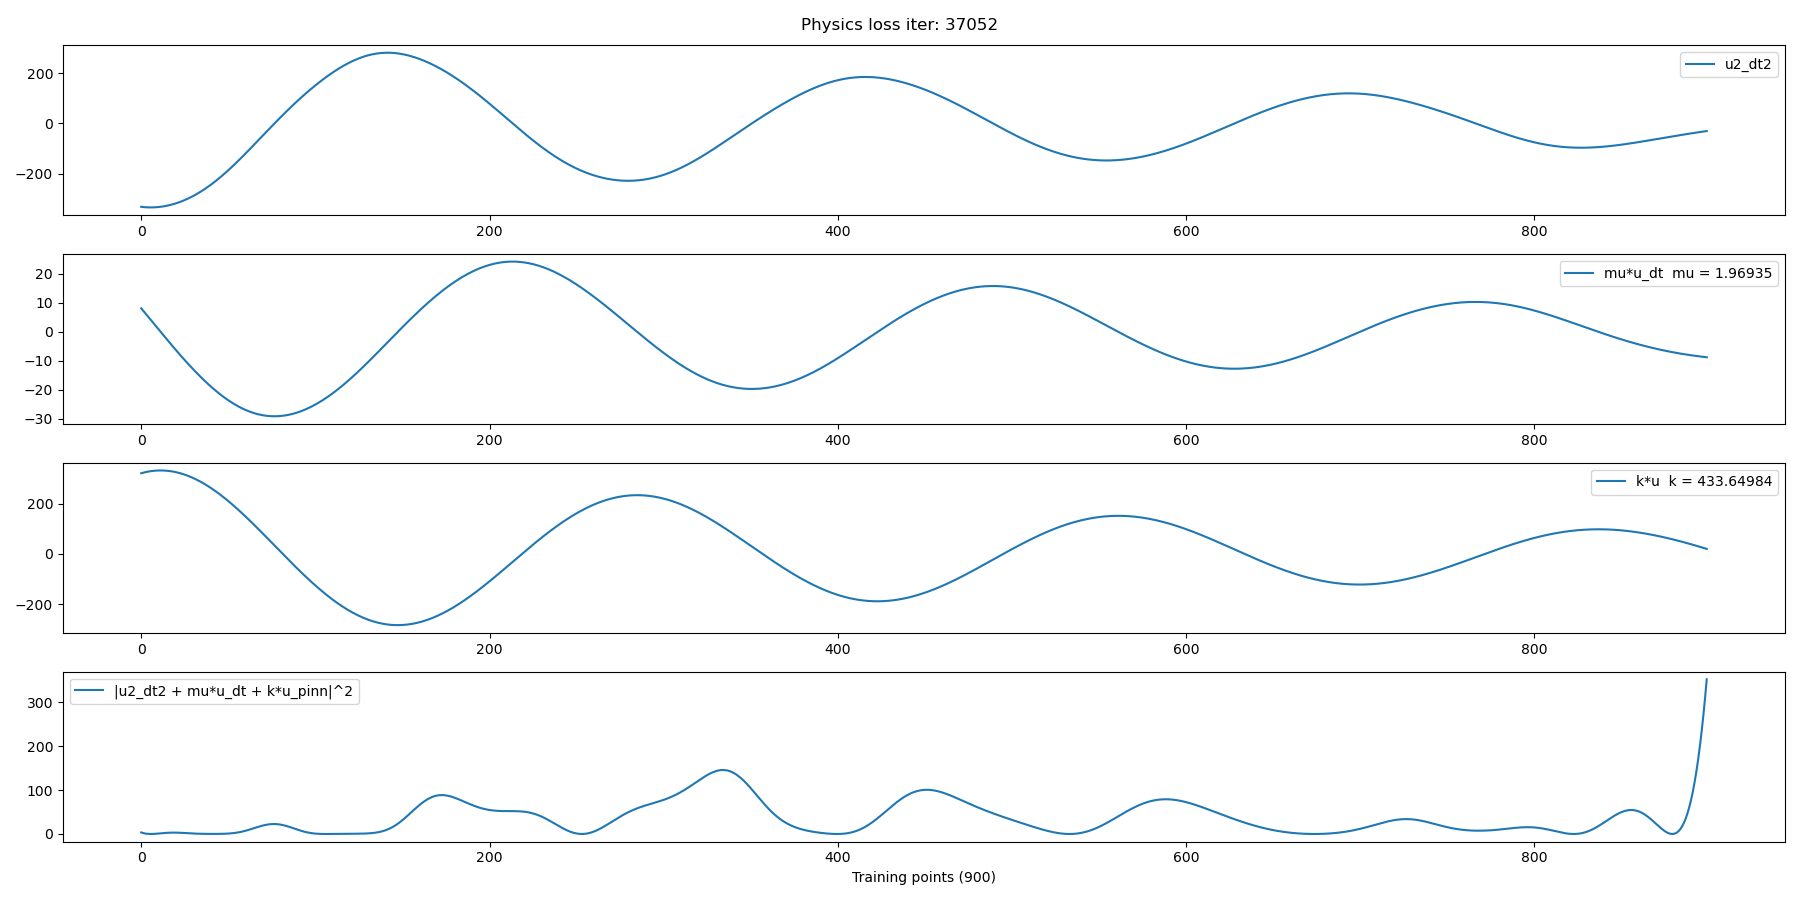 Physics loss iter: 37052
u2_dt2
200
0
−200
0 200 400 600 800
mu*u_dt  mu = 1.96935
20
10
0
−10
−20
−30
0 200 400 600 800
k*u  k = 433.64984
200
0
−200
0 200 400 600 800
|u2_dt2 + mu*u_dt + k*u_pinn|^2
300
200
100
0
0 200 400 600 800
Training points (900)